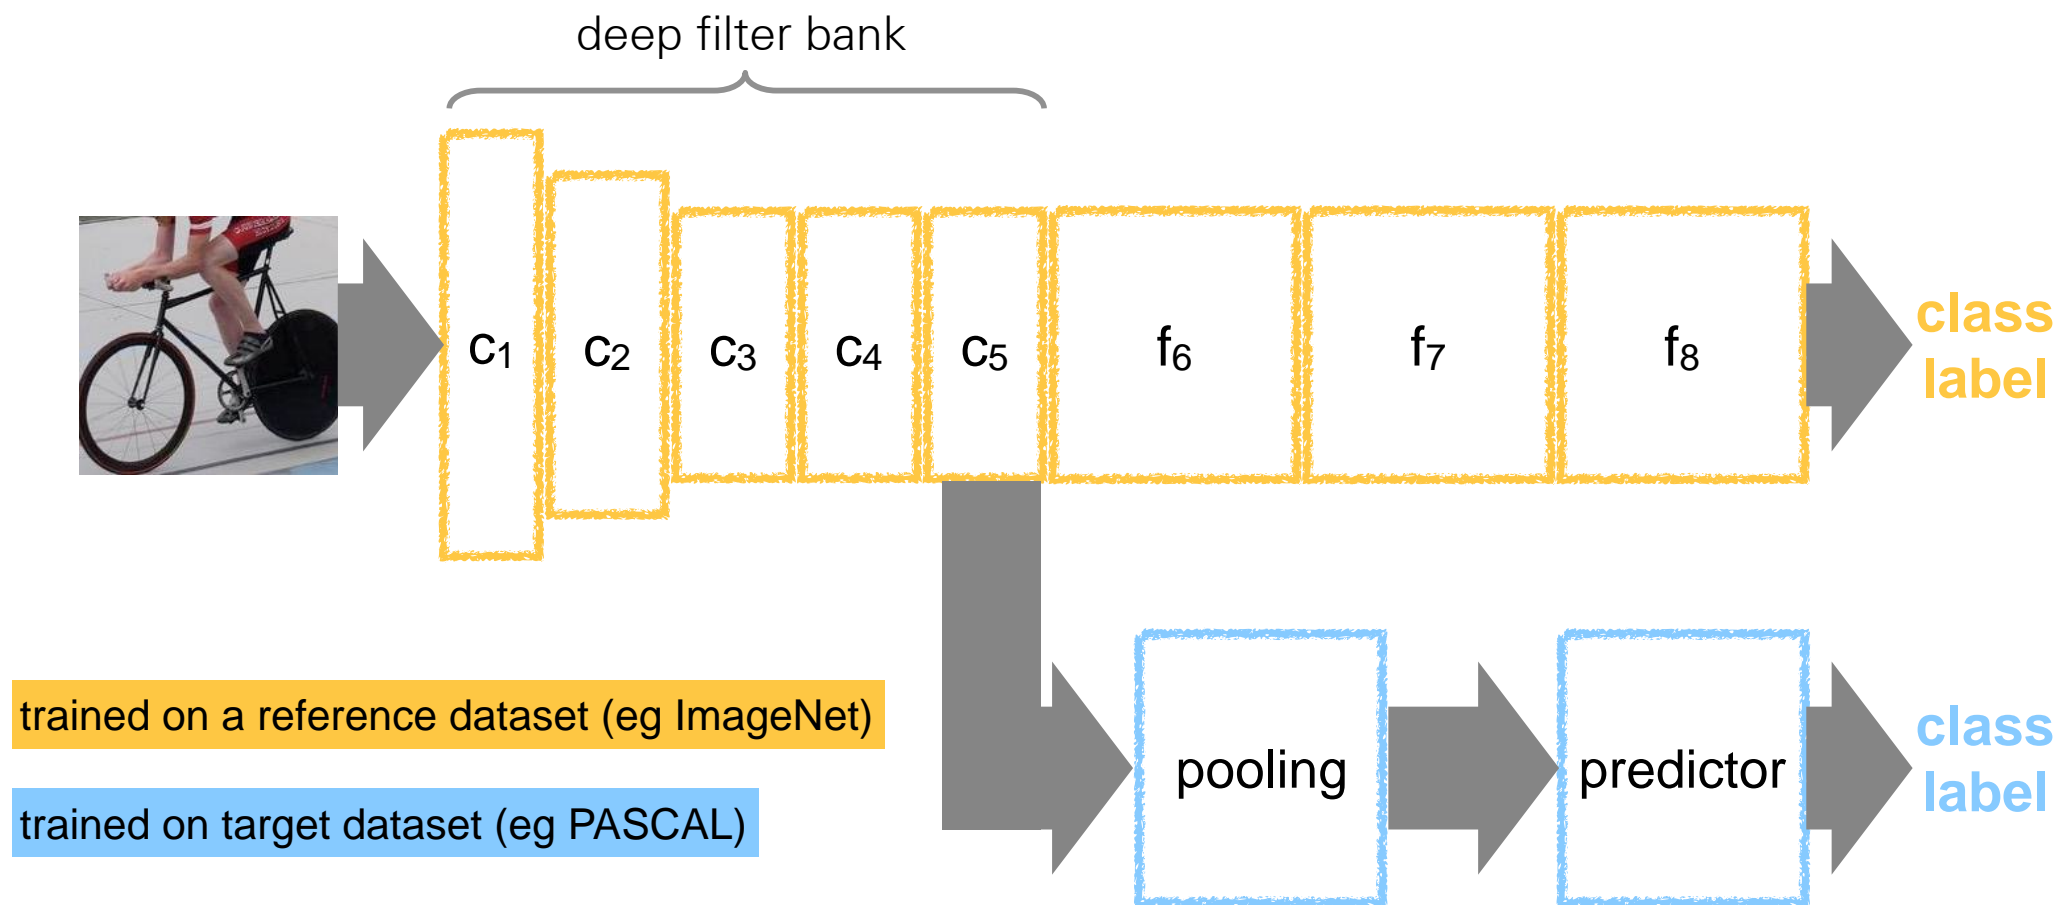 deep filter bank
c1 c2 c3 c4 c5 f6 f7 f8
class
label
trained on a reference dataset (eg ImageNet)
trained on target dataset (eg PASCAL)
pooling
predictor
class
label